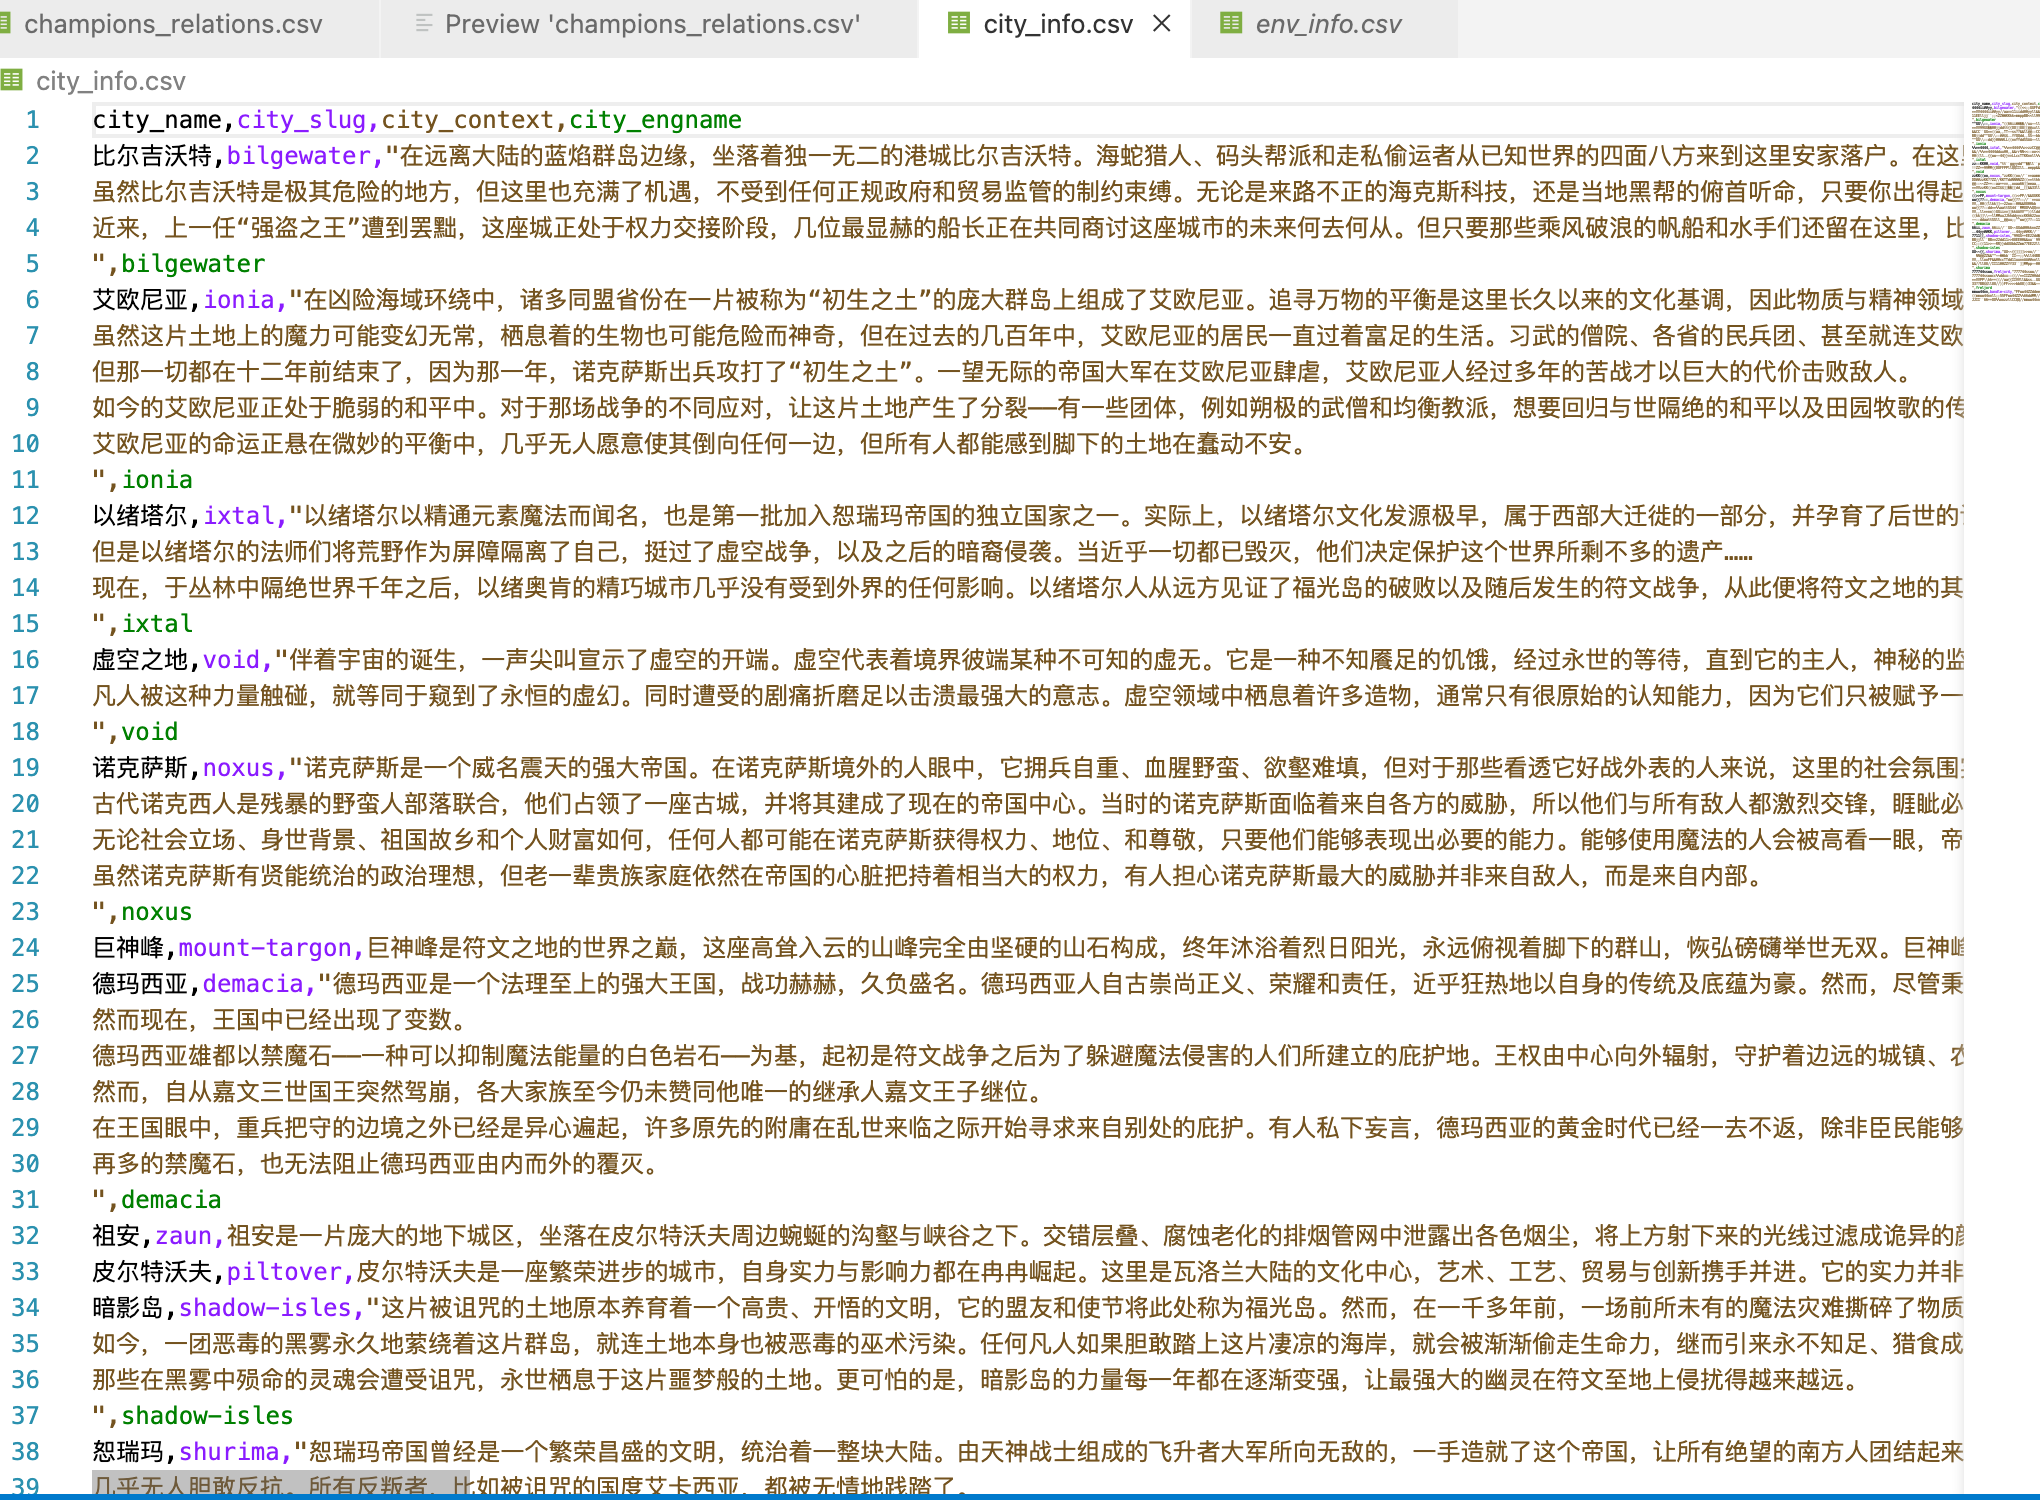 champions_relations.csv
Preview 'champions_relations.csv'
city_info.csv
env_info.csv
city_info.csv
1 city_name,city_slug,city_context,city_engname
2 比尔吉沃特,bilgewater,"在远离大陆的蓝焰群岛边缘，坐落着独一无二的港城比尔吉沃特。海蛇猎人、码头帮派和走私偷运者从已知世界的四面八方来到这里安家落户。在这
3 虽然比尔吉沃特是极其危险的地方，但这里也充满了机遇，不受到任何正规政府和贸易监管的制约束缚。无论是来路不正的海克斯科技，还是当地黑帮的俯首听命，只要你出得起
4 近来，上一任“强盗之王”遭到罢黜，这座城正处于权力交接阶段，几位最显赫的船长正在共同商讨这座城市的未来何去何从。但只要那些乘风破浪的帆船和水手们还留在这里，比
5 ",bilgewater
6 艾欧尼亚,ionia,"在凶险海域环绕中，诸多同盟省份在一片被称为“初生之土”的庞大群岛上组成了艾欧尼亚。追寻万物的平衡是这里长久以来的文化基调，因此物质与精神领域
7 虽然这片土地上的魔力可能变幻无常，栖息着的生物也可能危险而神奇，但在过去的几百年中，艾欧尼亚的居民一直过着富足的生活。习武的僧院、各省的民兵团、甚至就连艾欧
8 但那一切都在十二年前结束了，因为那一年，诺克萨斯出兵攻打了“初生之土”。一望无际的帝国大军在艾欧尼亚肆虐，艾欧尼亚人经过多年的苦战才以巨大的代价击败敌人。
9 如今的艾欧尼亚正处于脆弱的和平中。对于那场战争的不同应对，让这片土地产生了分裂——有一些团体，例如朔极的武僧和均衡教派，想要回归与世隔绝的和平以及田园牧歌的传
10 艾欧尼亚的命运正悬在微妙的平衡中，几乎无人愿意使其倒向任何一边，但所有人都能感到脚下的土地在蠢动不安。
11 ",ionia
12 以绪塔尔,ixtal,"以绪塔尔以精通元素魔法而闻名，也是第一批加入恕瑞玛帝国的独立国家之一。实际上，以绪塔尔文化发源极早，属于西部大迁徙的一部分，并孕育了后世的
13 但是以绪塔尔的法师们将荒野作为屏障隔离了自己，挺过了虚空战争，以及之后的暗裔侵袭。当近乎一切都已毁灭，他们决定保护这个世界所剩不多的遗产……
14 现在，于丛林中隔绝世界千年之后，以绪奥肯的精巧城市几乎没有受到外界的任何影响。以绪塔尔人从远方见证了福光岛的破败以及随后发生的符文战争，从此便将符文之地的其
15 ",ixtal
16 虚空之地,void,"伴着宇宙的诞生，一声尖叫宣示了虚空的开端。虚空代表着境界彼端某种不可知的虚无。它是一种不知餍足的饥饿，经过永世的等待，直到它的主人，神秘的监
17 凡人被这种力量触碰，就等同于窥到了永恒的虚幻。同时遭受的剧痛折磨足以击溃最强大的意志。虚空领域中栖息着许多造物，通常只有很原始的认知能力，因为它们只被赋予一
18 ",void
19 诺克萨斯,noxus,"诺克萨斯是一个威名震天的强大帝国。在诺克萨斯境外的人眼中，它拥兵自重、血腥野蛮、欲壑难填，但对于那些看透它好战外表的人来说，这里的社会氛围
20 古代诺克西人是残暴的野蛮人部落联合，他们占领了一座古城，并将其建成了现在的帝国中心。当时的诺克萨斯面临着来自各方的威胁，所以他们与所有敌人都激烈交锋，睚眦必
21 无论社会立场、身世背景、祖国故乡和个人财富如何，任何人都可能在诺克萨斯获得权力、地位、和尊敬，只要他们能够表现出必要的能力。能够使用魔法的人会被高看一眼，帝
22 虽然诺克萨斯有贤能统治的政治理想，但老一辈贵族家庭依然在帝国的心脏把持着相当大的权力，有人担心诺克萨斯最大的威胁并非来自敌人，而是来自内部。
23 ",noxus
24 巨神峰,mount-targon,巨神峰是符文之地的世界之巅，这座高耸入云的山峰完全由坚硬的山石构成，终年沐浴着烈日阳光，永远俯视着脚下的群山，恢弘磅礴举世无双。巨神峰
25 德玛西亚,demacia,"德玛西亚是一个法理至上的强大王国，战功赫赫，久负盛名。德玛西亚人自古崇尚正义、荣耀和责任，近乎狂热地以自身的传统及底蕴为豪。然而，尽管秉
26 然而现在，王国中已经出现了变数。
27 德玛西亚雄都以禁魔石——一种可以抑制魔法能量的白色岩石——为基，起初是符文战争之后为了躲避魔法侵害的人们所建立的庇护地。王权由中心向外辐射，守护着边远的城镇、农
28 然而，自从嘉文三世国王突然驾崩，各大家族至今仍未赞同他唯一的继承人嘉文王子继位。
29 在王国眼中，重兵把守的边境之外已经是异心遍起，许多原先的附庸在乱世来临之际开始寻求来自别处的庇护。有人私下妄言，德玛西亚的黄金时代已经一去不返，除非臣民能够
30 再多的禁魔石，也无法阻止德玛西亚由内而外的覆灭。
31 ",demacia
32 祖安,zaun,祖安是一片庞大的地下城区，坐落在皮尔特沃夫周边蜿蜒的沟壑与峡谷之下。交错层叠、腐蚀老化的排烟管网中泄露出各色烟尘，将上方射下来的光线过滤成诡异的颜
33 皮尔特沃夫,piltover,皮尔特沃夫是一座繁荣进步的城市，自身实力与影响力都在冉冉崛起。这里是瓦洛兰大陆的文化中心，艺术、工艺、贸易与创新携手并进。它的实力并非
34 暗影岛,shadow-isles,"这片被诅咒的土地原本养育着一个高贵、开悟的文明，它的盟友和使节将此处称为福光岛。然而，在一千多年前，一场前所未有的魔法灾难撕碎了物质
35 如今，一团恶毒的黑雾永久地萦绕着这片群岛，就连土地本身也被恶毒的巫术污染。任何凡人如果胆敢踏上这片凄凉的海岸，就会被渐渐偷走生命力，继而引来永不知足、猎食成
36 那些在黑雾中殒命的灵魂会遭受诅咒，永世栖息于这片噩梦般的土地。更可怕的是，暗影岛的力量每一年都在逐渐变强，让最强大的幽灵在符文至地上侵扰得越来越远。
37 ",shadow-isles
38 恕瑞玛,shurima,"恕瑞玛帝国曾经是一个繁荣昌盛的文明，统治着一整块大陆。由天神战士组成的飞升者大军所向无敌的，一手造就了这个帝国，让所有绝望的南方人团结起来
39 几乎无人胆敢反抗。所有反叛者，比如被诅咒的国度艾卡西亚，都被无情地践踏了。